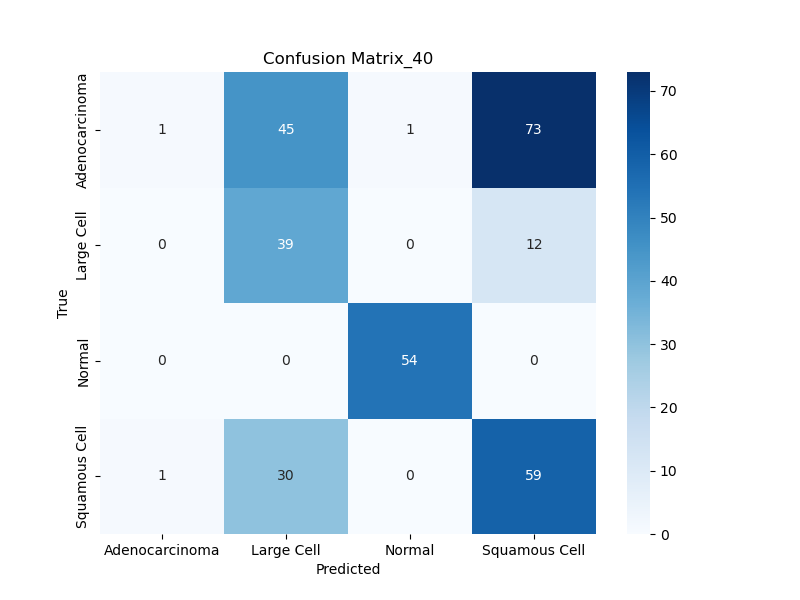 Confusion Matrix_40
True
Adenocarcinoma
1
45
1
73
Large Cell
0
39
0
12
Normal
0
0
54
0
Squamous Cell
1
30
0
59
Adenocarcinoma
Large Cell
Normal
Squamous Cell
Predicted
70
60
50
40
30
20
10
0